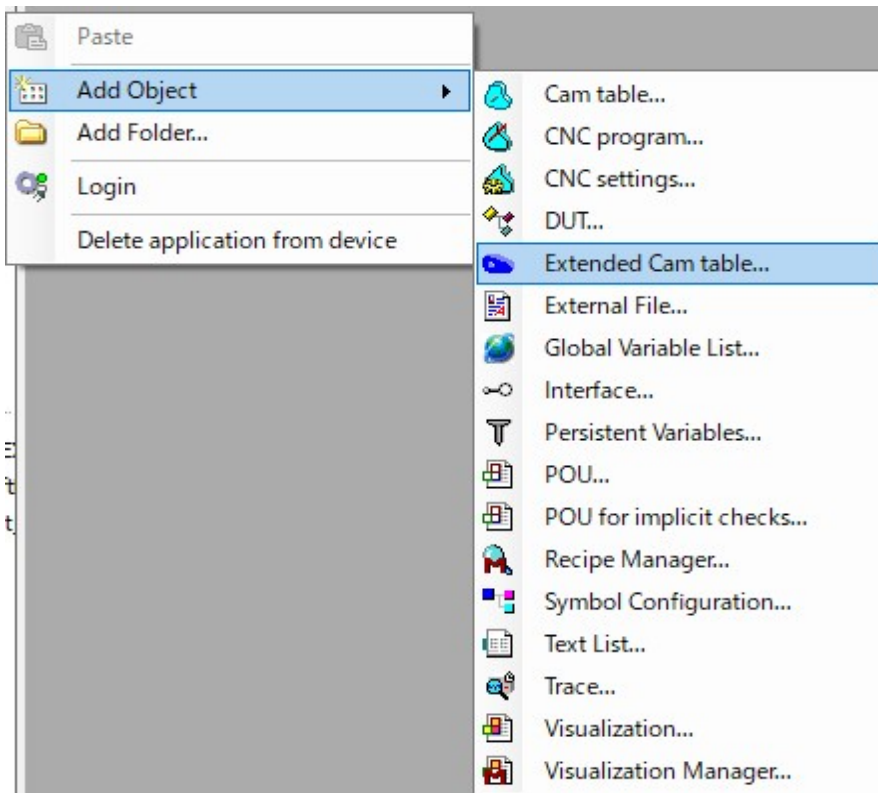 Paste
Add Object
Add Folder...
Login
Delete application from device
Cam table...
CNC program...
CNC settings...
DUT...
Extended Cam table...
External File...
Global Variable List...
Interface...
Persistent Variables...
POU...
POU for implicit checks...
Recipe Manager...
Symbol Configuration...
Text List...
Trace...
Visualization...
Visualization Manager...